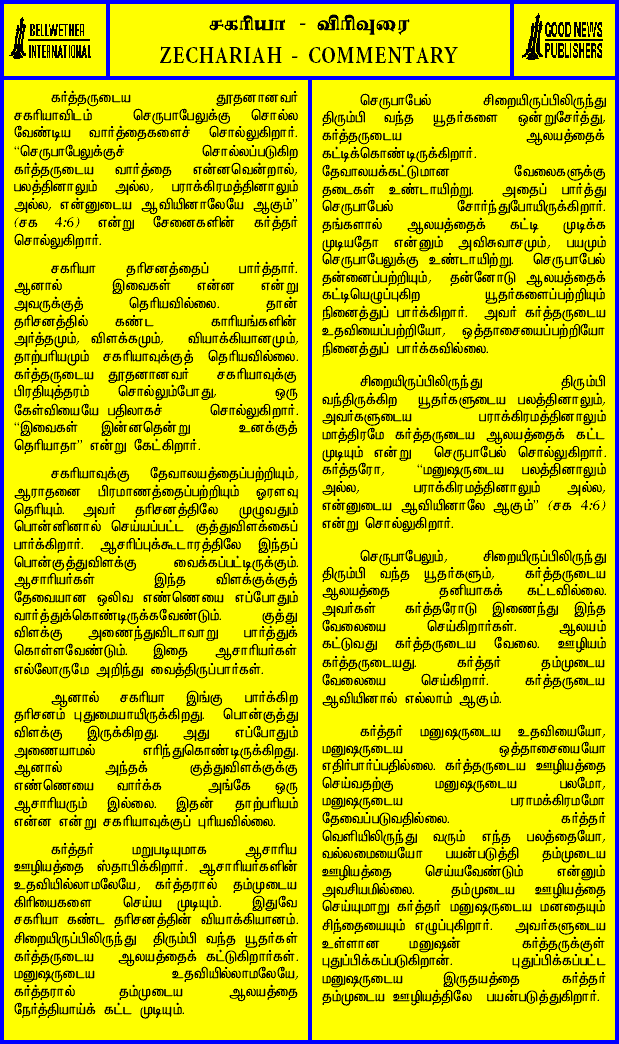 BELLWETHER
INTERNATIONAL
சகரியா - விரிவுரை
ZECHARIAH - COMMENTARY
GOOD NEWS
PUBLISHERS
கர்த்தருடைய தூதனானவர்
சகரியாவிடம் செருபாபேலுக்கு சொல்ல
வேண்டிய வார்த்தைகளைச் சொல்லுகிறார்.
“செருபாபேலுக்குச் சொல்லப்படுகிற
கர்த்தருடைய வார்த்தை என்னவென்றால்,
பலத்தினாலும் அல்ல, பராக்கிரமத்தினாலும்
அல்ல, என்னுடைய ஆவியினாலேயே ஆகும்”
(சக 4:6) என்று சேனைகளின் கர்த்தர்
சொல்லுகிறார்.
சகரியா தரிசனத்தைப் பார்த்தார்.
ஆனால் இவைகள் என்ன என்று
அவருக்குத் தெரியவில்லை. தான்
தரிசனத்தில் கண்ட காரியங்களின்
அர்த்தமும், விளக்கமும், வியாக்கியானமும்,
தாற்பரியமும் சகரியாவுக்குத் தெரியவில்லை.
கர்த்தருடைய தூதனானவர் சகரியாவுக்கு
பிரதியுத்தரம் சொல்லும்போது, ஒரு
கேள்வியையே பதிலாகச் சொல்லுகிறார்.
“இவைகள் இன்னதென்று உனக்குத்
தெரியாதா” என்று கேட்கிறார்.
சகரியாவுக்கு தேவாலயத்தைப்பற்றியும்,
ஆராதனை பிரமாணத்தைப்பற்றியும் ஓரளவு
தெரியும். அவர் தரிசனத்திலே முழுவதும்
பொன்னினால் செய்யப்பட்ட குத்துவிளக்கைப்
பார்க்கிறார். ஆசரிப்புக்கூடாரத்திலே இந்தப்
பொன்குத்துவிளக்கு வைக்கப்பட்டிருக்கும்.
ஆசாரியர்கள் இந்த விளக்குக்குத்
தேவையான ஒலிவ எண்ணெயை எப்போதும்
வார்த்துக்கொண்டிருக்கவேண்டும். குத்து
விளக்கு அணைந்துவிடாவாறு பார்த்துக்
கொள்ளவேண்டும். இதை ஆசாரியர்கள்
எல்லோருமே அறிந்து வைத்திருப்பார்கள்.
ஆனால் சகரியா இங்கு பார்க்கிற
தரிசனம் புதுமையாயிருக்கிறது. பொன்குத்து
விளக்கு இருக்கிறது. அது எப்போதும்
அணையாமல் எரிந்துகொண்டிருக்கிறது.
ஆனால் அந்தக் குத்துவிளக்குக்கு
எண்ணெயை வார்க்க அங்கே ஒரு
ஆசாரியரும் இல்லை. இதன் தாற்பரியம்
என்ன என்று சகரியாவுக்குப் புரியவில்லை.
கர்த்தர் மறுபடியுமாக ஆசாரிய
ஊழியத்தை ஸ்தாபிக்கிறார். ஆசாரியர்களின்
உதவியில்லாமலேயே, கர்த்தரால் தம்முடைய
கிரியைகளை செய்ய முடியும். இதுவே
சகரியா கண்ட தரிசனத்தின் வியாக்கியானம்.
சிறையிருப்பிலிருந்து திரும்பி வந்த யூதர்கள்
கர்த்தருடைய ஆலயத்தைக் கட்டுகிறார்கள்.
மனுஷருடைய உதவியில்லாமலேயே,
கர்த்தரால் தம்முடைய ஆலயத்தை
நேர்த்தியாய்க் கட்ட முடியும்.
செருபாபேல் சிறையிருப்பிலிருந்து
திரும்பி வந்த யூதர்களை ஒன்றுசேர்த்து,
கர்த்தருடைய ஆலயத்தைக்
கட்டிக்கொண்டிருக்கிறார்.
தேவாலயக்கட்டுமான வேலைகளுக்கு
தடைகள் உண்டாயிற்று. அதைப் பார்த்து
செருபாபேல் சோர்ந்துபோயிருக்கிறார்.
தங்களால் ஆலயத்தைக் கட்டி முடிக்க
முடியதோ என்னும் அவிசுவாசமும், பயமும்
செருபாபேலுக்கு உண்டாயிற்று. செருபாபேல்
தன்னைப்பற்றியும், தன்னோடு ஆலயத்தைக்
கட்டியெழுப்புகிற யூதர்களைப்பற்றியும்
நினைத்துப் பார்க்கிறார். அவர் கர்த்தருடைய
உதவியைப்பற்றியோ, ஒத்தாசையைப்பற்றியோ
நினைத்துப் பார்க்கவில்லை.
சிறையிருப்பிலிருந்து திரும்பி
வந்திருக்கிற யூதர்களுடைய பலத்தினாலும்,
அவர்களுடைய பராக்கிரமத்தினாலும்
மாத்திரமே கர்த்தருடைய ஆலயத்தைக் கட்ட
முடியும் என்று செருபாபேல் சொல்லுகிறார்.
கர்த்தரோ, “மனுஷருடைய பலத்தினாலும்
அல்ல, பராக்கிரமத்தினாலும் அல்ல,
என்னுடைய ஆவியினாலே ஆகும்” (சக 4:6)
என்று சொல்லுகிறார்.
செருபாபேலும், சிறையிருப்பிலிருந்து
திரும்பி வந்த யூதர்களும், கர்த்தருடைய
ஆலயத்தை தனியாகக் கட்டவில்லை.
அவர்கள் கர்த்தரோடு இணைந்து இந்த
வேலையை செய்கிறார்கள். ஆலயம்
கட்டுவது கர்த்தருடைய வேலை. ஊழியம்
கர்த்தருடையது. கர்த்தர் தம்முடைய
வேலையை செய்கிறார். கர்த்தருடைய
ஆவியினால் எல்லாம் ஆகும்.
கர்த்தர் மனுஷருடைய உதவியையோ,
மனுஷருடைய ஒத்தாசையையோ
எதிர்பார்ப்பதில்லை. கர்த்தருடைய ஊழியத்தை
செய்வதற்கு மனுஷருடைய பலமோ,
மனுஷருடைய பராமக்கிரமமோ
தேவைப்படுவதில்லை. கர்த்தர்
வெளியிலிருந்து வரும் எந்த பலத்தையோ,
வல்லமையையோ பயன்படுத்தி தம்முடைய
ஊழியத்தை செய்யவேண்டும் என்னும்
அவசியமில்லை. தம்முடைய ஊழியத்தை
செய்யுமாறு கர்த்தர் மனுஷருடைய மனதையும்
சிந்தையையும் எழுப்புகிறார். அவர்களுடைய
உள்ளான மனுஷன் கர்த்தருக்குள்
புதுப்பிக்கப்படுகிறான். புதுப்பிக்கப்பட்ட
மனுஷருடைய இருதயத்தை கர்த்தர்
தம்முடைய ஊழியத்திலே பயன்படுத்துகிறார்.